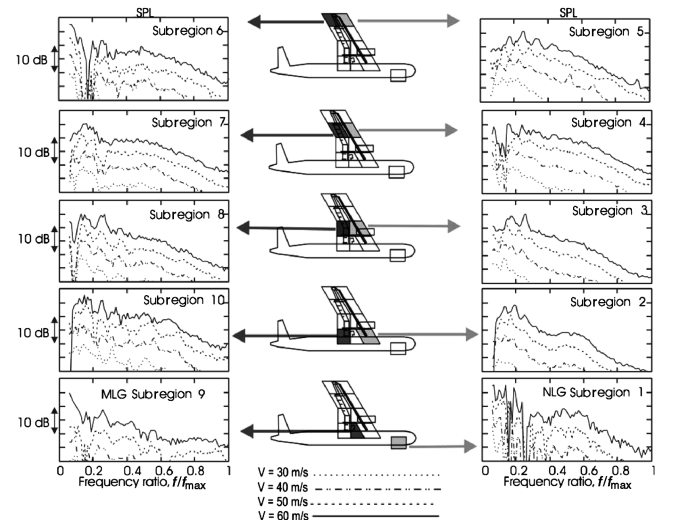 SPL
SPL
Subregion 6
Subregion 5
10 dB
Subregion 7
Subregion 4
10 dB
Subregion 8
Subregion 3
10 dB
Subregion 10
Subregion 2
10 dB
MLG Subregion 9
NLG Subregion 1
10 dB
0 0.2 0.4 0.6 0.8 1
0 0.2 0.4 0.6 0.8 1
Frequency ratio, f/fmax
Frequency ratio, f/fmax
V = 30 m/s
V = 40 m/s
V = 50 m/s
V = 60 m/s